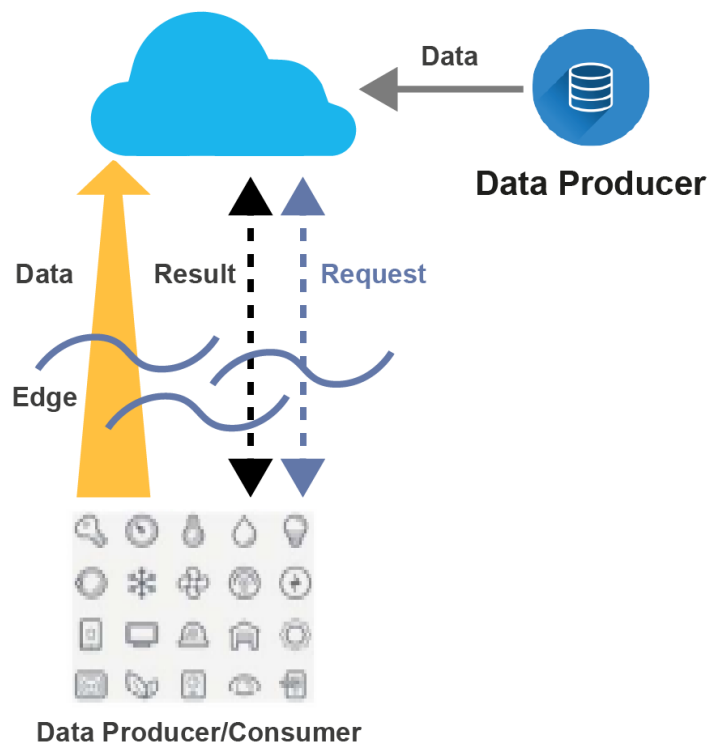 Data
Data Producer
Data
Result
Request
Edge
Data Producer/Consumer